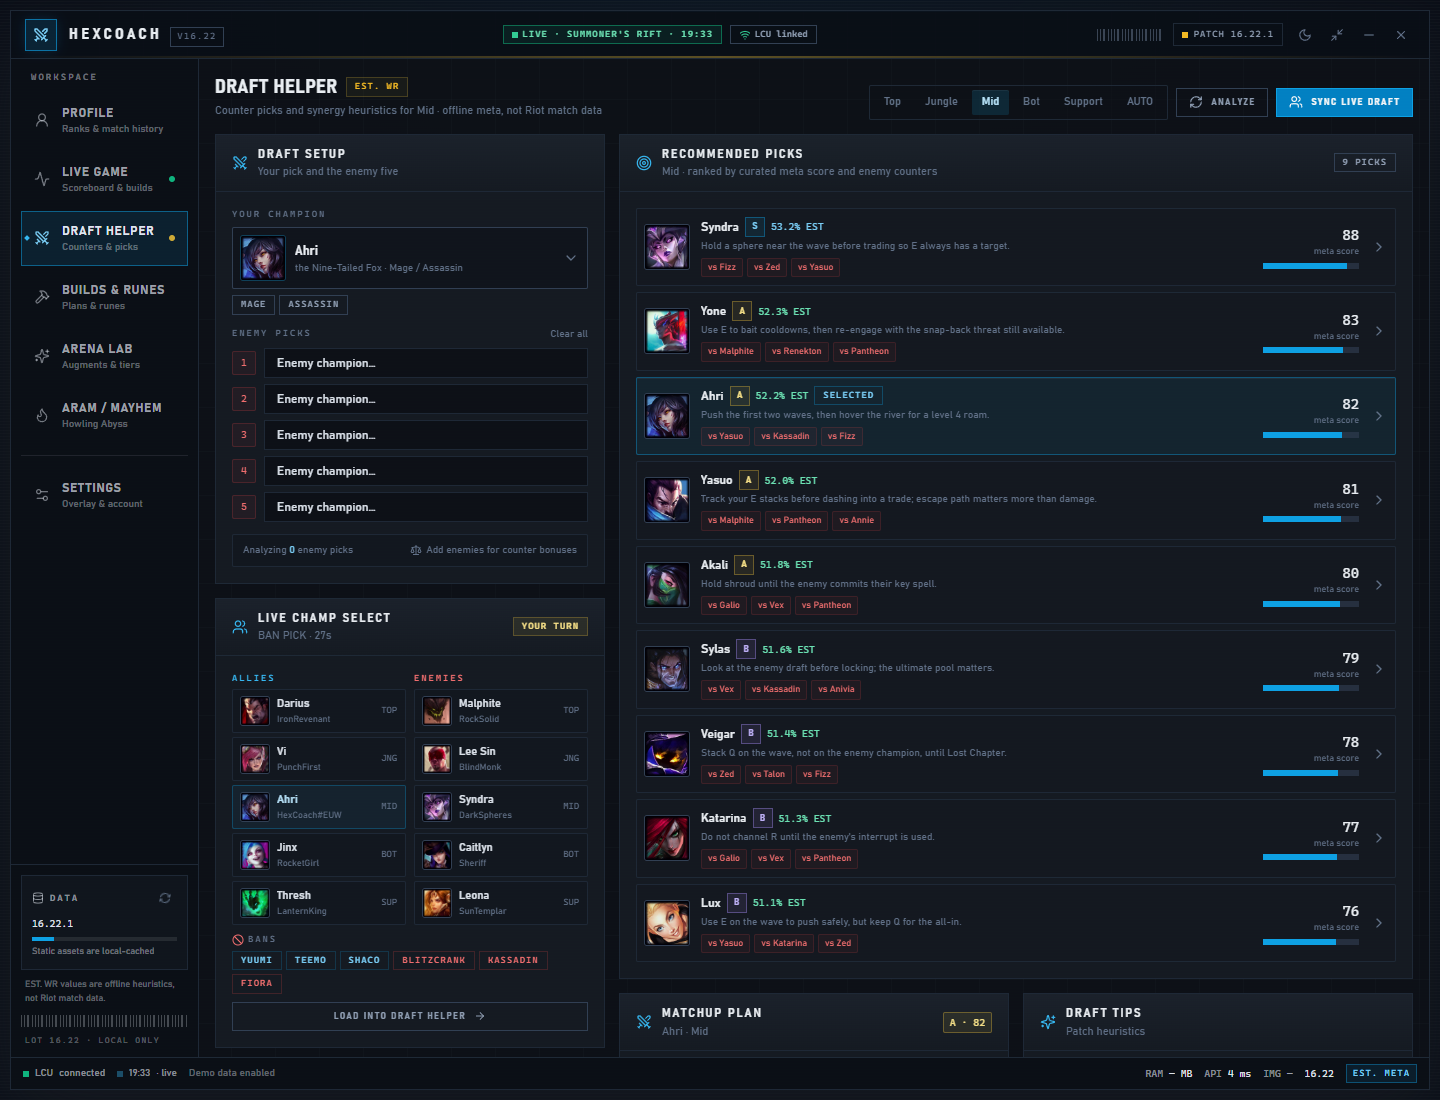 HEXCOACH V16.22
LIVE · SUMMONER'S RIFT · 19:33
LCU linked
PATCH 16.22.1
WORKSPACE
PROFILE
Ranks & match history
LIVE GAME
Scoreboard & builds
DRAFT HELPER
Counters & picks
BUILDS & RUNES
Plans & runes
ARENA LAB
Augments & tiers
ARAM / MAYHEM
Howling Abyss
SETTINGS
Overlay & account
DATA
16.22.1
Static assets are local-cached
EST. WR values are offline heuristics,
not Riot match data.
LOT 16.22 · LOCAL ONLY
DRAFT HELPER EST. WR
Counter picks and synergy heuristics for Mid · offline meta, not Riot match data
Top Jungle Mid Bot Support AUTO
ANALYZE
SYNC LIVE DRAFT
DRAFT SETUP
Your pick and the enemy five
YOUR CHAMPION
Ahri
the Nine-Tailed Fox · Mage / Assassin
MAGE ASSASSIN
ENEMY PICKS Clear all
1 Enemy champion...
2 Enemy champion...
3 Enemy champion...
4 Enemy champion...
5 Enemy champion...
Analyzing 0 enemy picks Add enemies for counter bonuses
LIVE CHAMP SELECT
BAN PICK · 27s
YOUR TURN
ALLIES
Darius
IronRevenant
TOP
Vi
PunchFirst
JNG
Ahri
HexCoach#EUW
MID
Jinx
RocketGirl
BOT
Thresh
LanternKing
SUP
ENEMIES
Malphite
RockSolid
TOP
Lee Sin
BlindMonk
JNG
Syndra
DarkSpheres
MID
Caitlyn
Sheriff
BOT
Leona
SunTemplar
SUP
BANS
YUUMI TEEMO SHACO BLITZCRANK KASSADIN
FIORA
LOAD INTO DRAFT HELPER
RECOMMENDED PICKS
Mid · ranked by curated meta score and enemy counters
9 PICKS
Syndra S 53.2% EST
Hold a sphere near the wave before trading so E always has a target.
vs Fizz vs Zed vs Yasuo
88
meta score
Yone A 52.3% EST
Use E to bait cooldowns, then re-engage with the snap-back threat still available.
vs Malphite vs Renekton vs Pantheon
83
meta score
Ahri A 52.2% EST SELECTED
Push the first two waves, then hover the river for a level 4 roam.
vs Yasuo vs Kassadin vs Fizz
82
meta score
Yasuo A 52.0% EST
Track your E stacks before dashing into a trade; escape path matters more than damage.
vs Malphite vs Pantheon vs Annie
81
meta score
Akali A 51.8% EST
Hold shroud until the enemy commits their key spell.
vs Galio vs Vex vs Pantheon
80
meta score
Sylas B 51.6% EST
Look at the enemy draft before locking; the ultimate pool matters.
vs Vex vs Kassadin vs Anivia
79
meta score
Veigar B 51.4% EST
Stack Q on the wave, not on the enemy champion, until Lost Chapter.
vs Zed vs Talon vs Fizz
78
meta score
Katarina B 51.3% EST
Do not channel R until the enemy's interrupt is used.
vs Galio vs Vex vs Pantheon
77
meta score
Lux B 51.1% EST
Use E on the wave to push safely, but keep Q for the all-in.
vs Yasuo vs Katarina vs Zed
76
meta score
MATCHUP PLAN
Ahri · Mid
A · 82
DRAFT TIPS
Patch heuristics
LCU connected 19:33 · live Demo data enabled
RAM — MB API 4 ms IMG — 16.22 EST. META